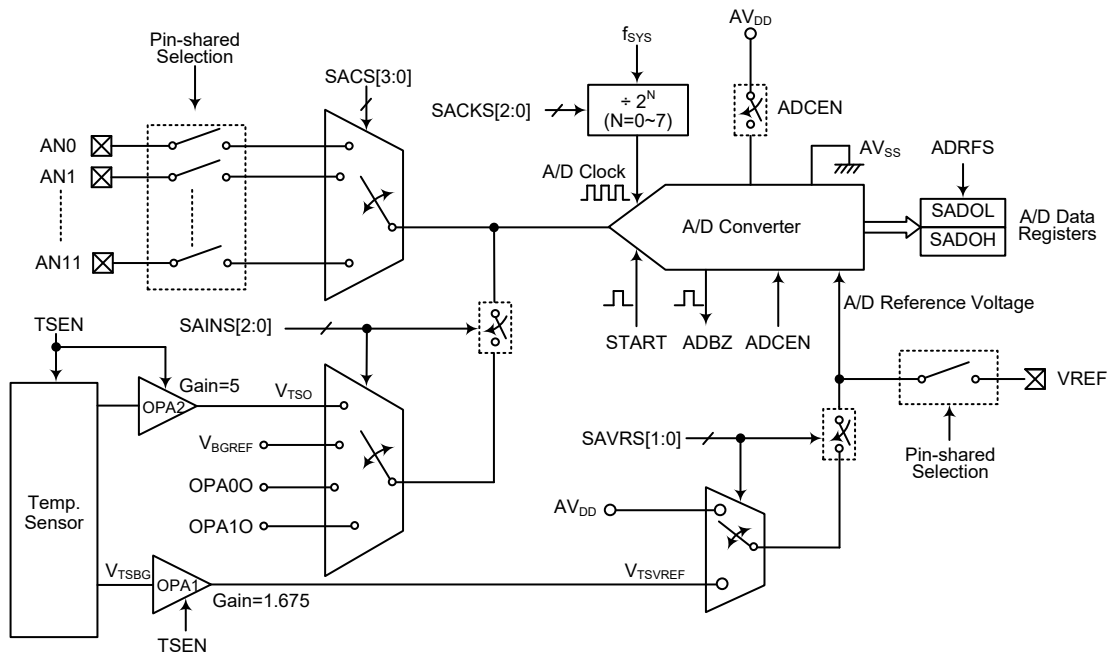 AVDD
fSYS
Pin-shared
Selection
SACS[3:0]
SACKS[2:0]
÷ 2N
(N=0~7)
ADCEN
AN0
AN1
AN11
A/D Clock
AVSS
ADRFS
A/D Converter
SADOL
SADOH
A/D Data
Registers
A/D Reference Voltage
TSEN
SAINS[2:0]
START
ADBZ
ADCEN
Gain=5
OPA2
VTSO
VREF
VBGREF
SAVRS[1:0]
Pin-shared
Selection
OPA0O
Temp.
Sensor
AVDD
OPA1O
VTSBG
OPA1
VTSVREF
Gain=1.675
TSEN